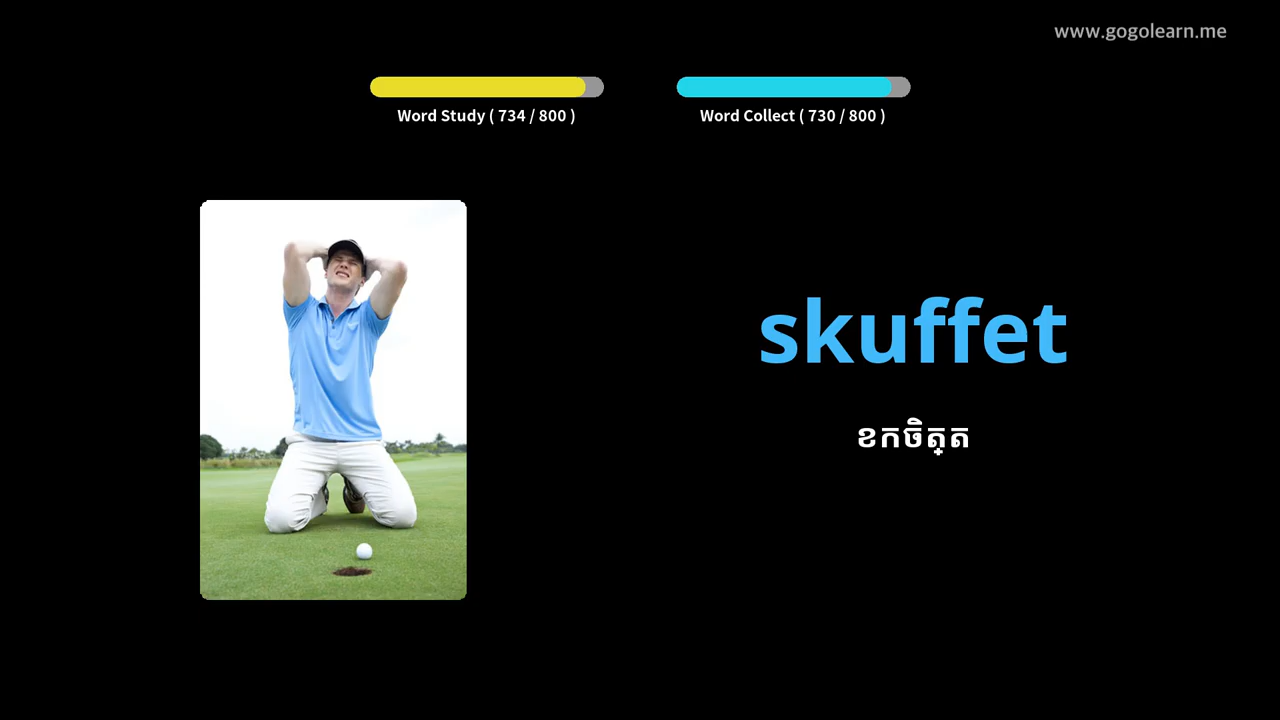 www.gogolearn.me
Word Study ( 734 / 800 )
Word Collect ( 730 / 800 )
skuffet
ខកចិត្ត